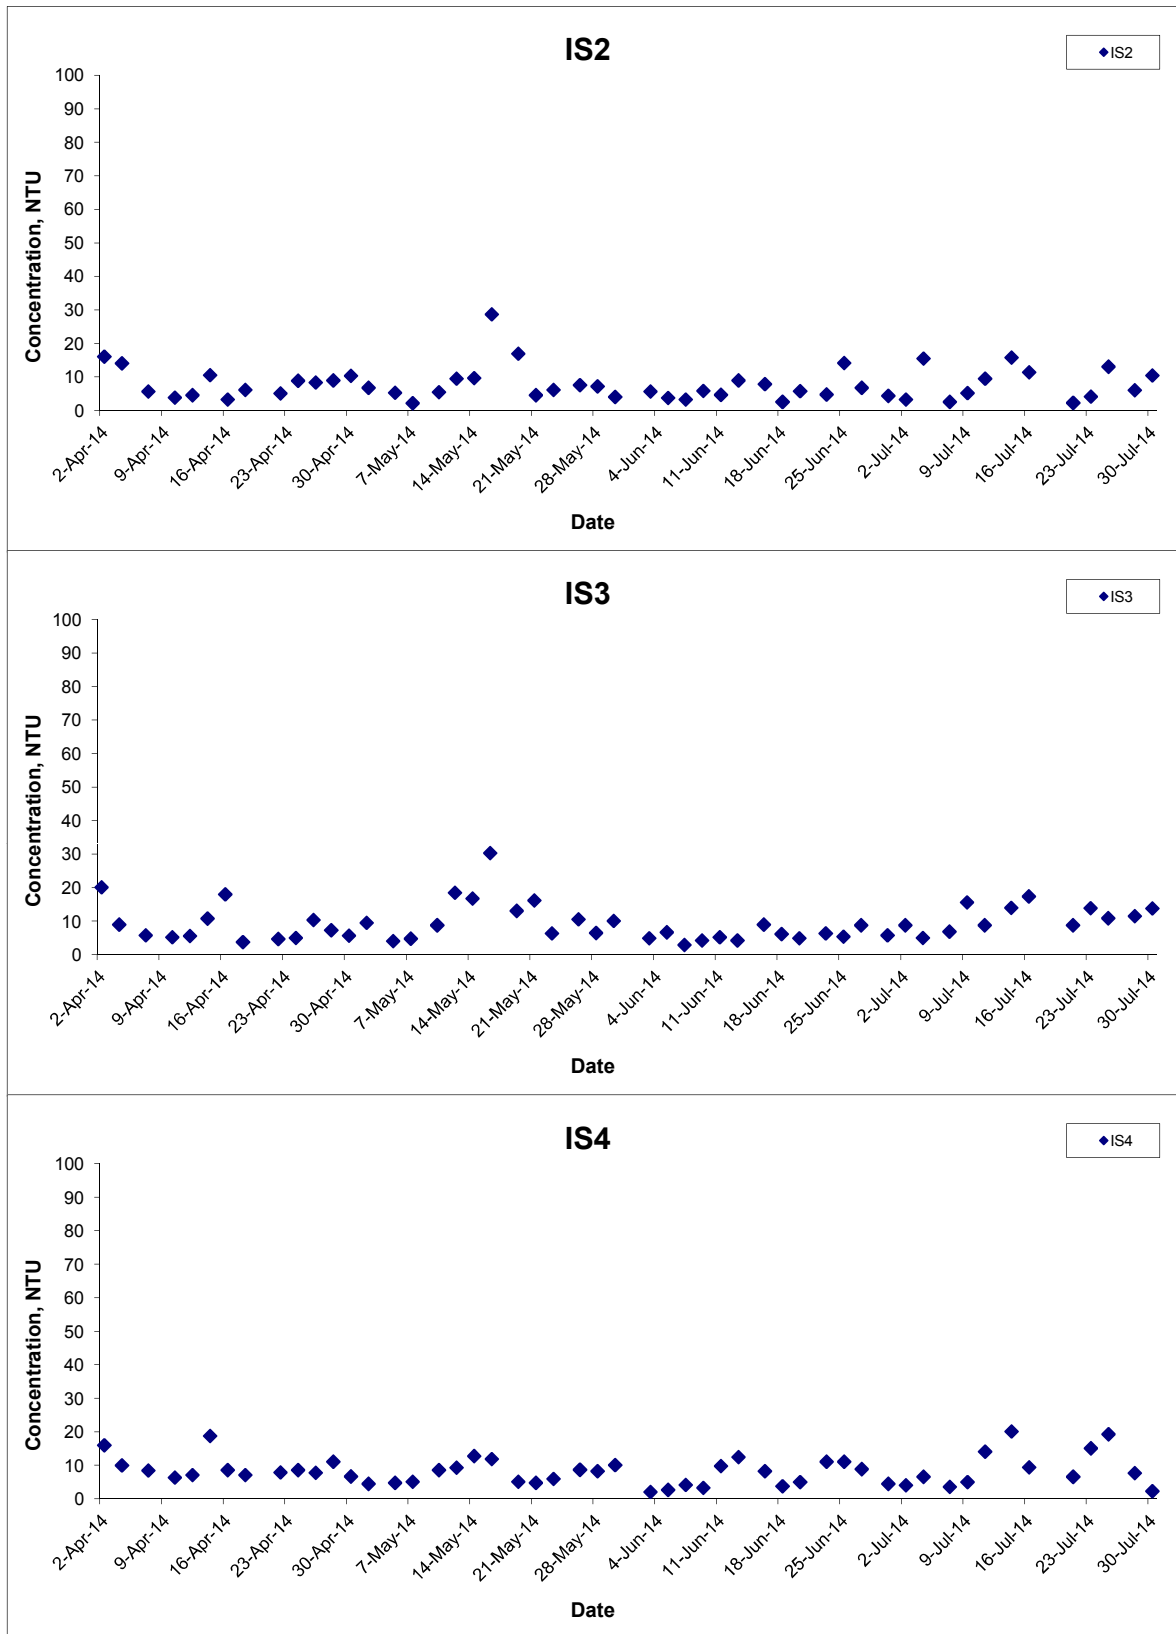 IS2
IS2
100
90
80
70
60
50
40
30
20
10
0
Concentration, NTU
2-Apr-14
9-Apr-14
16-Apr-14
23-Apr-14
30-Apr-14
7-May-14
14-May-14
21-May-14
28-May-14
4-Jun-14
11-Jun-14
18-Jun-14
25-Jun-14
2-Jul-14
9-Jul-14
16-Jul-14
23-Jul-14
30-Jul-14
Date
IS3
IS3
100
90
80
70
60
50
40
30
20
10
0
Concentration, NTU
2-Apr-14
9-Apr-14
16-Apr-14
23-Apr-14
30-Apr-14
7-May-14
14-May-14
21-May-14
28-May-14
4-Jun-14
11-Jun-14
18-Jun-14
25-Jun-14
2-Jul-14
9-Jul-14
16-Jul-14
23-Jul-14
30-Jul-14
Date
IS4
IS4
100
90
80
70
60
50
40
30
20
10
0
Concentration, NTU
2-Apr-14
9-Apr-14
16-Apr-14
23-Apr-14
30-Apr-14
7-May-14
14-May-14
21-May-14
28-May-14
4-Jun-14
11-Jun-14
18-Jun-14
25-Jun-14
2-Jul-14
9-Jul-14
16-Jul-14
23-Jul-14
30-Jul-14
Date